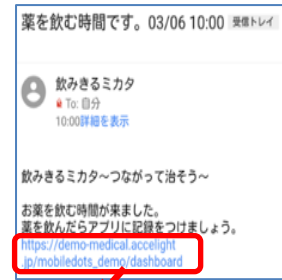 薬を飲む時間です。03/06 10:00 受信トレイ
飲みきるミカタ
To: 自分
10:00詳細を表示
飲みきるミカタ～つながって治そう～
お薬を飲む時間が来ました。
薬を飲んだらアプリに記録をつけましょう。
https://demo-medical.accelight
.jp/mobiledots_demo/dashboard